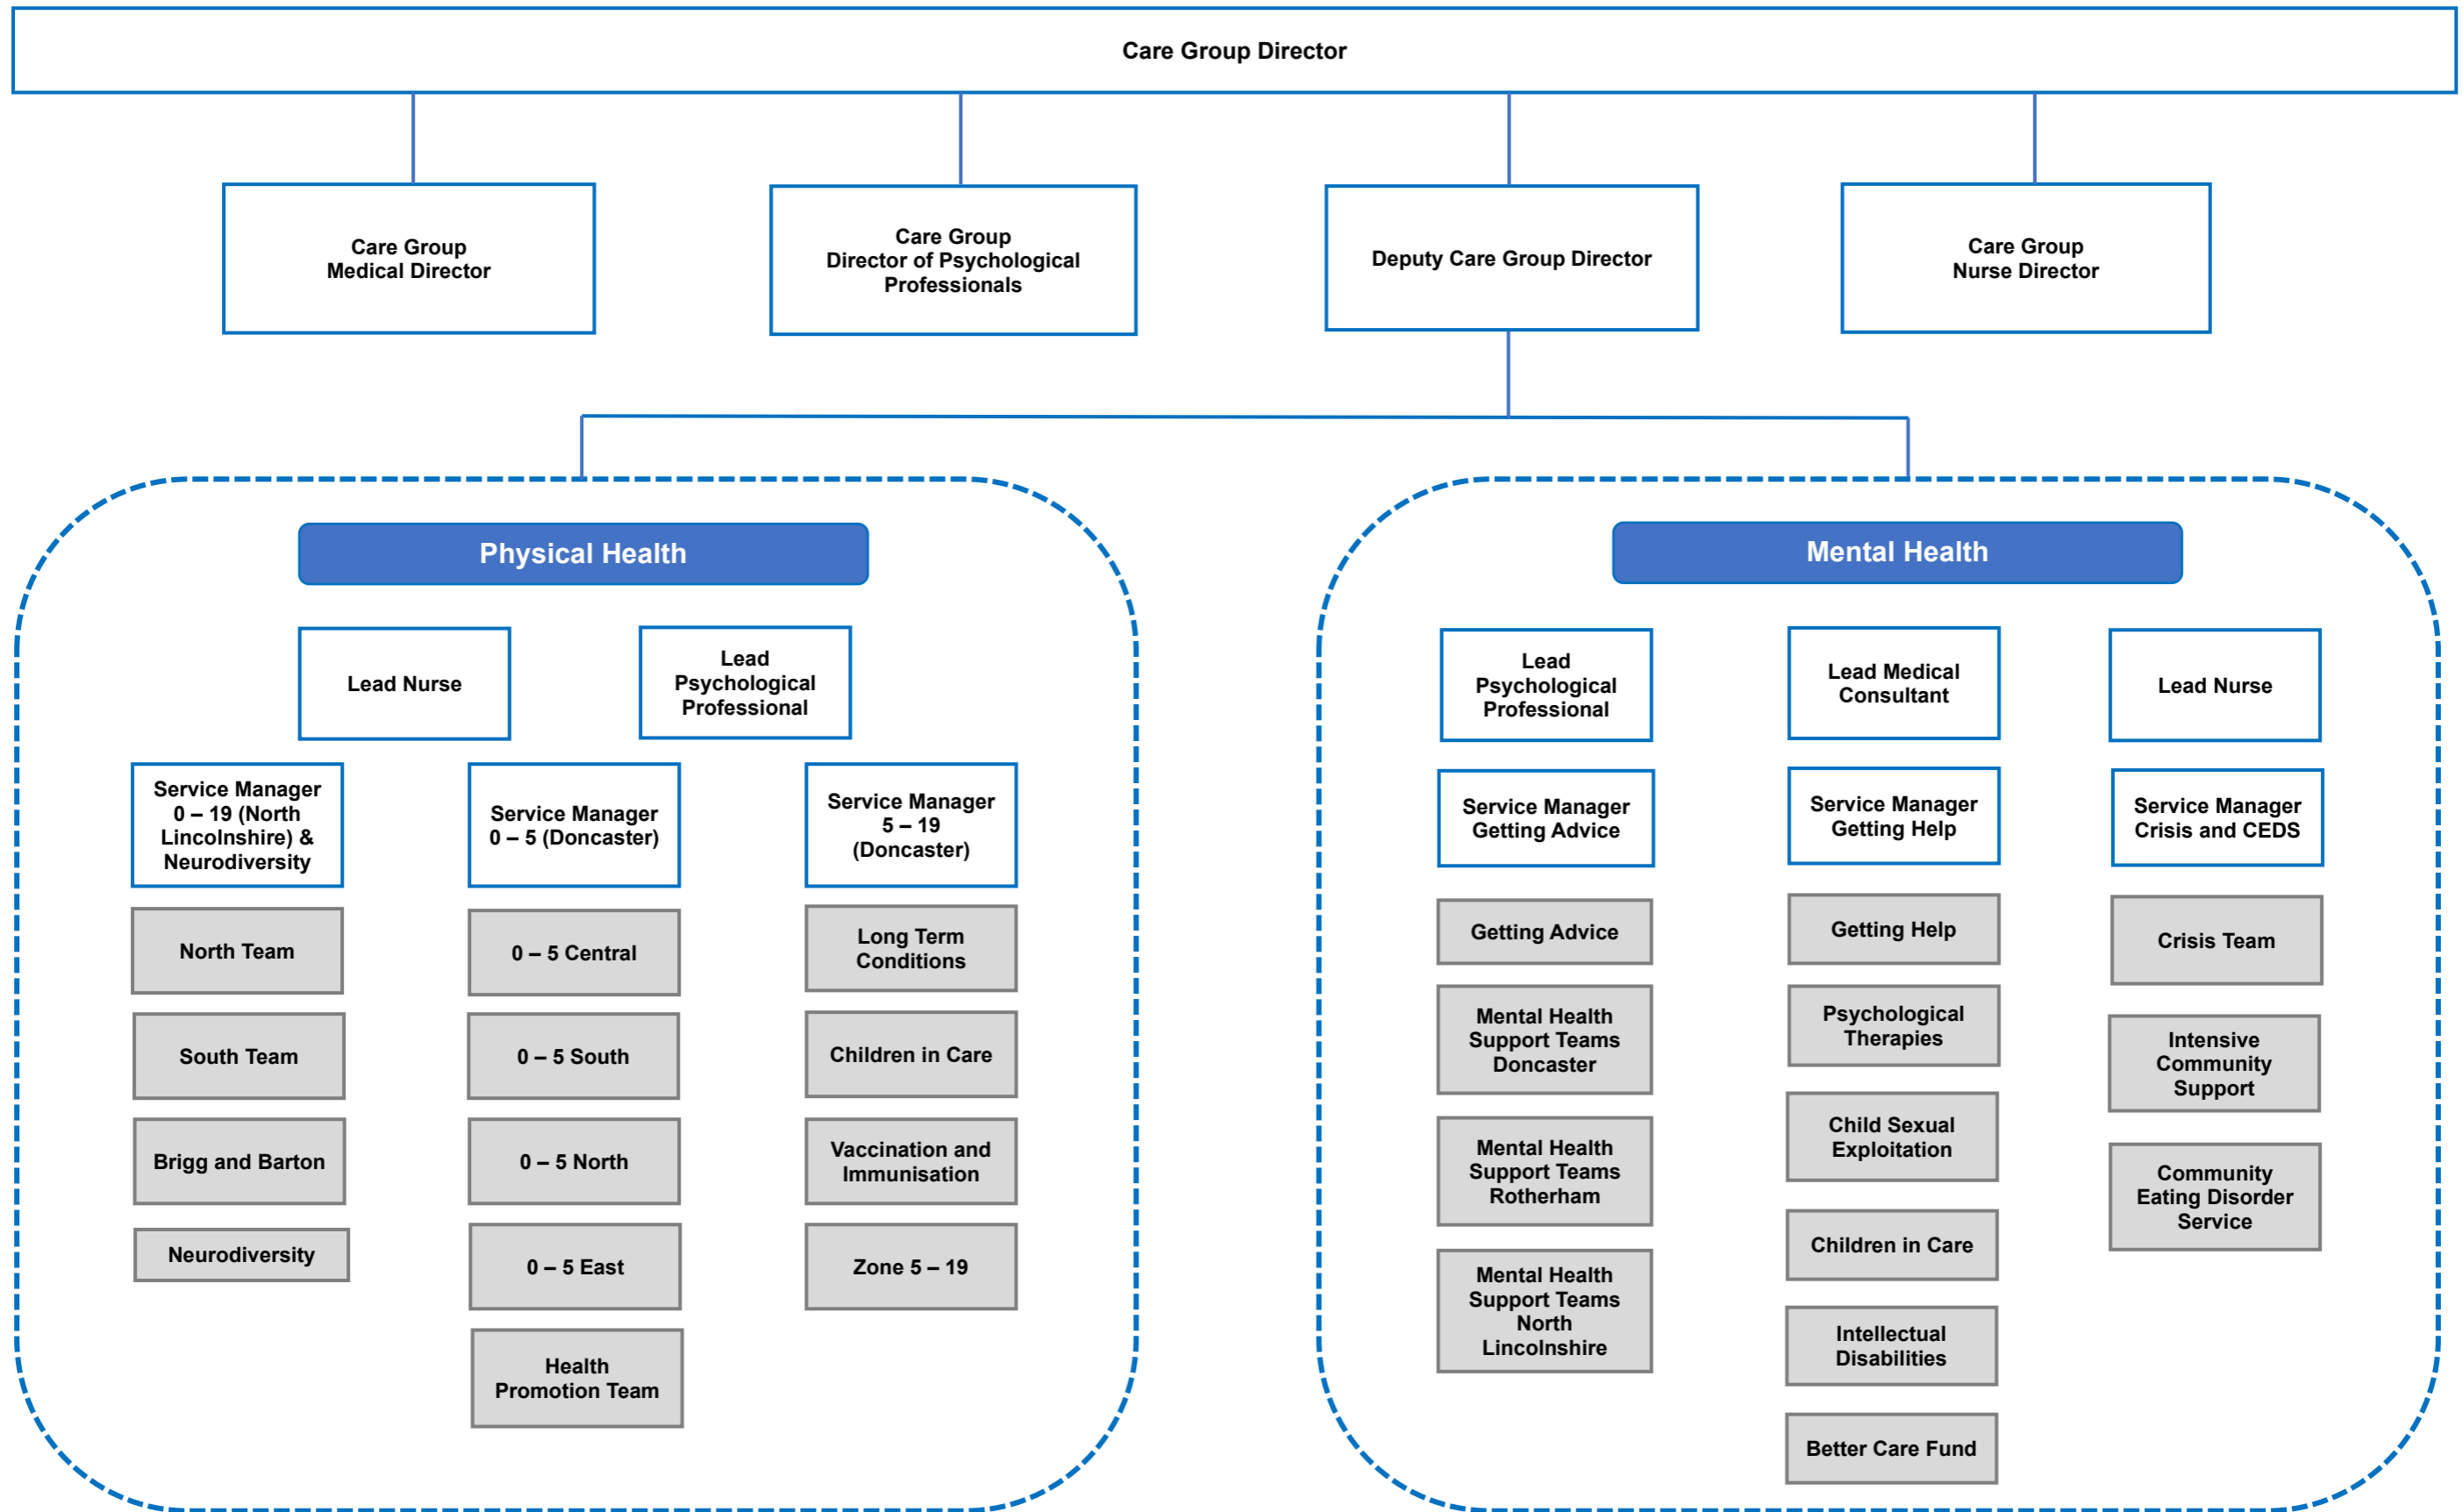 Care Group Director
Care Group
Medical Director
Care Group
Director of Psychological
Professionals
Deputy Care Group Director
Care Group
Nurse Director
Physical Health
Lead Nurse
Lead
Psychological
Professional
Service Manager
0 – 19 (North
Lincolnshire) &
Neurodiversity
North Team
South Team
Brigg and Barton
Neurodiversity
Service Manager
0 – 5 (Doncaster)
0 – 5 Central
0 – 5 South
0 – 5 North
0 – 5 East
Health
Promotion Team
Service Manager
5 – 19
(Doncaster)
Long Term
Conditions
Children in Care
Vaccination and
Immunisation
Zone 5 – 19
Mental Health
Lead
Psychological
Professional
Lead Medical
Consultant
Lead Nurse
Service Manager
Getting Advice
Getting Advice
Mental Health
Support Teams
Doncaster
Mental Health
Support Teams
Rotherham
Mental Health
Support Teams
North
Lincolnshire
Service Manager
Getting Help
Getting Help
Psychological
Therapies
Child Sexual
Exploitation
Children in Care
Intellectual
Disabilities
Better Care Fund
Service Manager
Crisis and CEDS
Crisis Team
Intensive
Community
Support
Community
Eating Disorder
Service